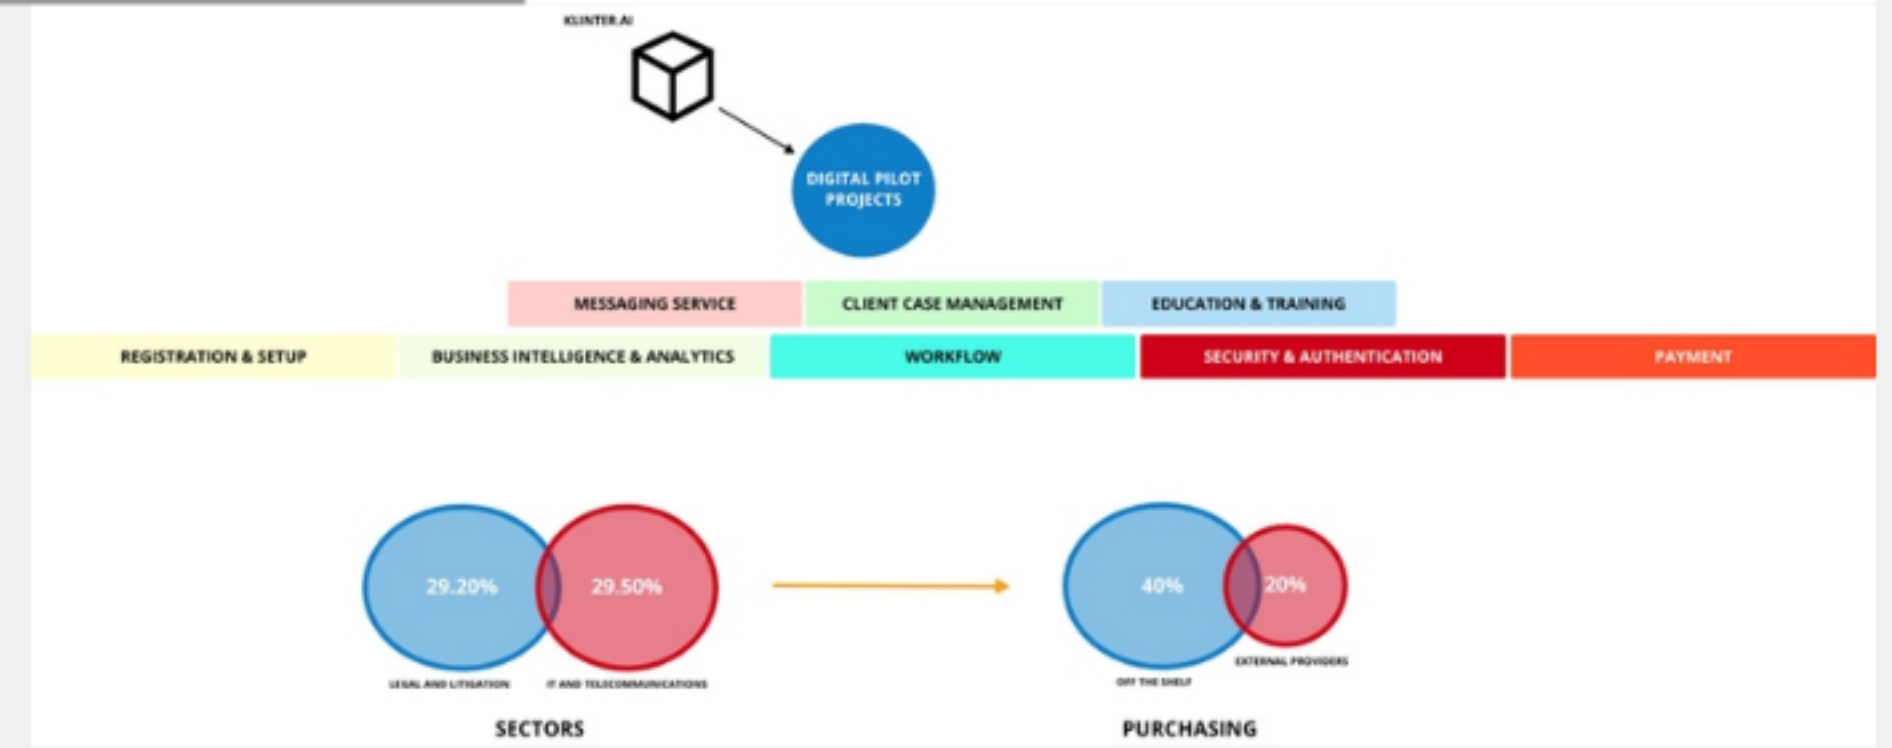 KLINTER.AI
DIGITAL PILOT
PROJECTS
MESSAGING SERVICE
CLIENT CASE MANAGEMENT
EDUCATION & TRAINING
REGISTRATION & SETUP
BUSINESS INTELLIGENCE & ANALYTICS
WORKFLOW
SECURITY & AUTHENTICATION
PAYMENT
29.20%
29.50%
40%
20%
LEGAL AND LITIGATION
IT AND TELECOMMUNICATIONS
OFF THE SHELF
EXTERNAL PROVIDERS
SECTORS
PURCHASING